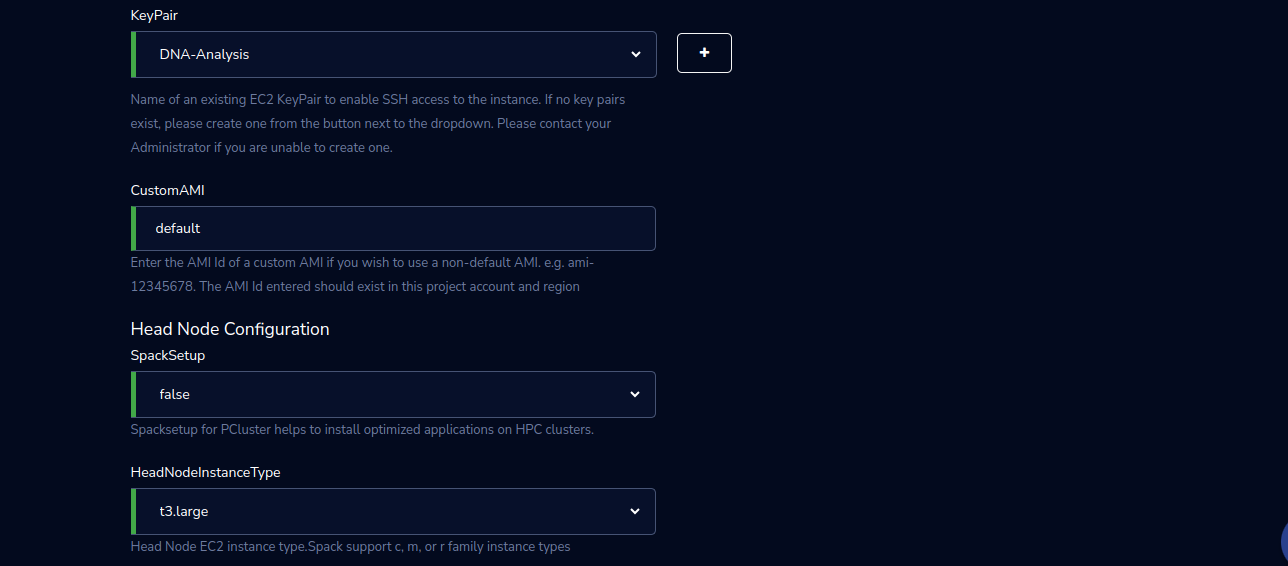 KeyPair
DNA-Analysis
+
Name of an existing EC2 KeyPair to enable SSH access to the instance. If no key pairs
exist, please create one from the button next to the dropdown. Please contact your
Administrator if you are unable to create one.
CustomAMI
default
Enter the AMI Id of a custom AMI if you wish to use a non-default AMI. e.g. ami-
12345678. The AMI Id entered should exist in this project account and region
Head Node Configuration
SpackSetup
false
Spacksetup for PCluster helps to install optimized applications on HPC clusters.
HeadNodeInstanceType
t3.large
Head Node EC2 instance type.Spack support c, m, or r family instance types